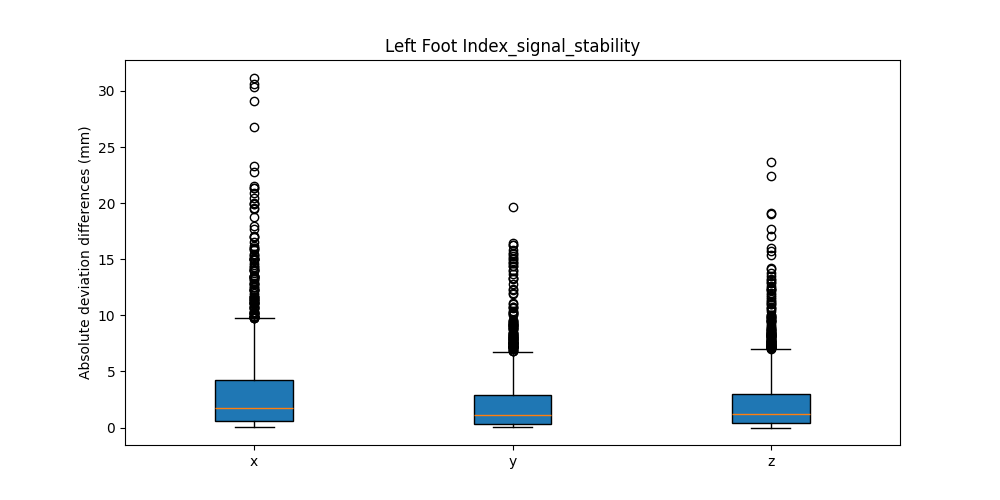 Left Foot Index_signal_stability
Absolute deviation differences (mm)
30
25
20
15
10
5
0
x
y
z